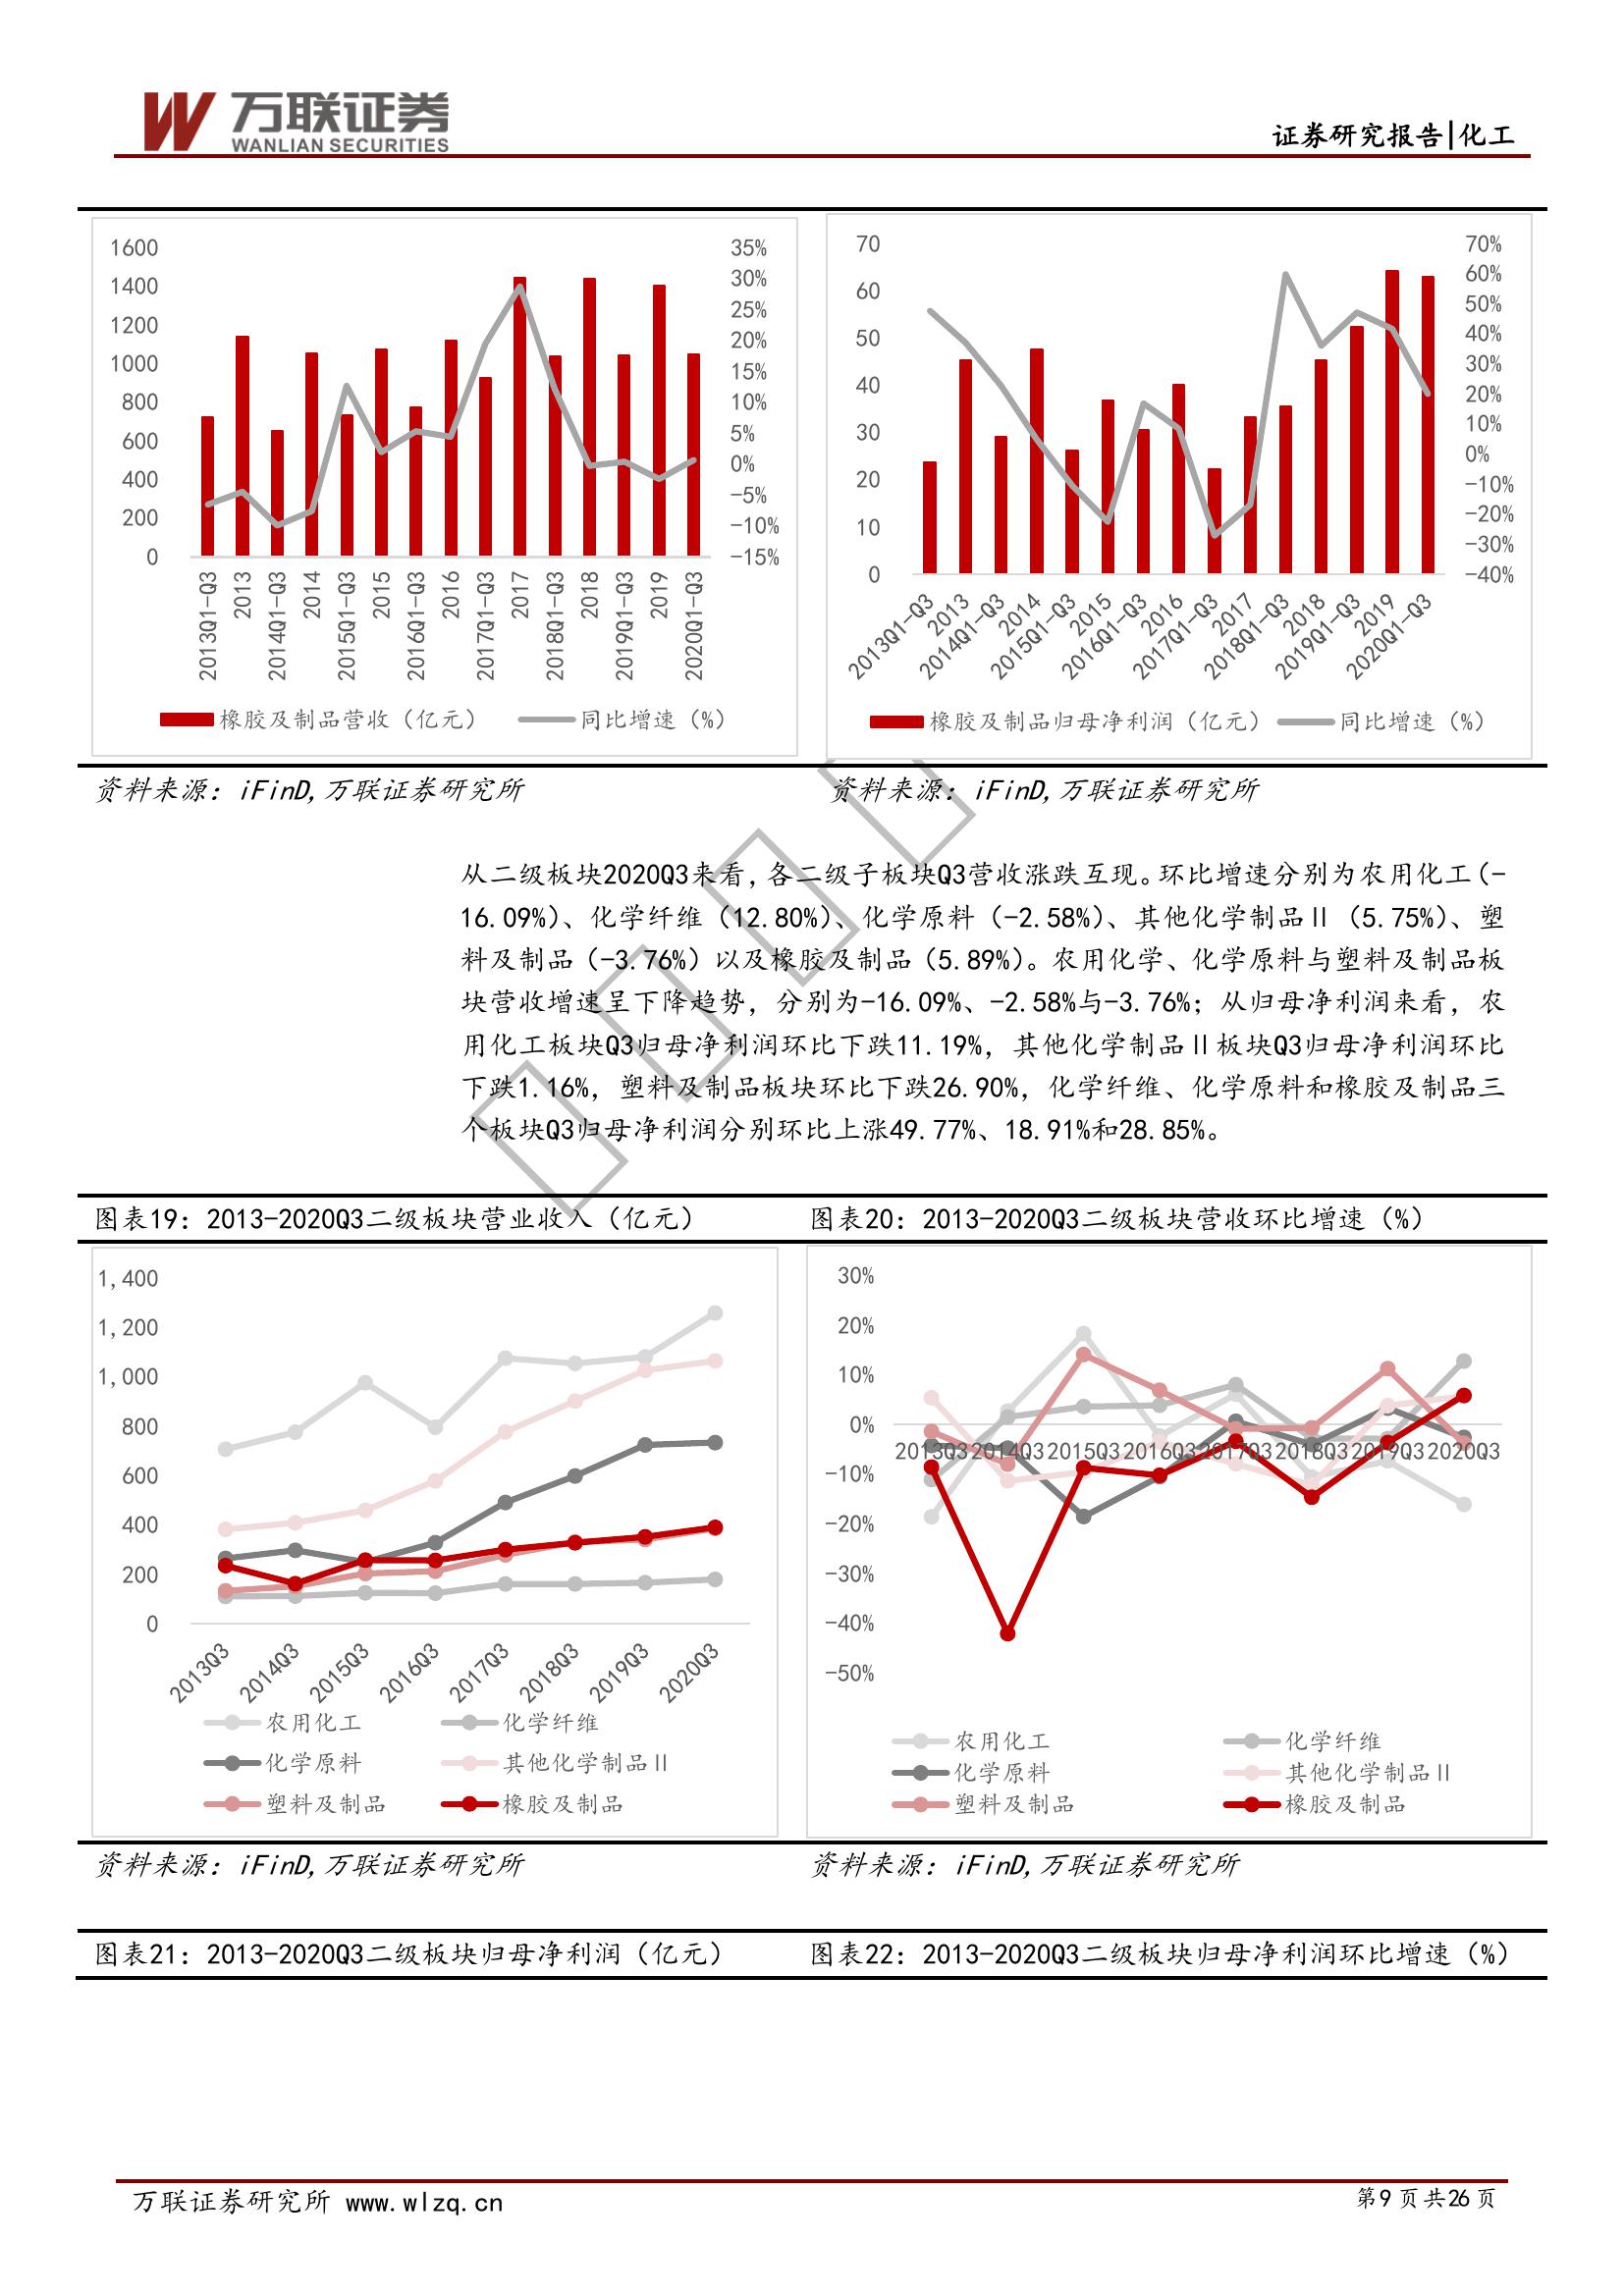 万联证券
WANLIAN SECURITIES
证券研究报告|化工
1600
1400
1200
1000
800
600
400
200
0
35%
30%
25%
20%
15%
10%
5%
0%
-5%
-10%
-15%
2013Q1-Q3
2013
2014Q1-Q3
2014
2015Q1-Q3
2015
2016Q1-Q3
2016
2017Q1-Q3
2017
2018Q1-Q3
2018
2019Q1-Q3
2019
2020Q1-Q3
橡胶及制品营收（亿元）
同比增速（%）
70
60
50
40
30
20
10
0
70%
60%
50%
40%
30%
20%
10%
0%
-10%
-20%
-30%
-40%
2013Q1-Q3
2013
2014Q1-Q3
2014
2015Q1-Q3
2015
2016Q1-Q3
2016
2017Q1-Q3
2017
2018Q1-Q3
2018
2019Q1-Q3
2019
2020Q1-Q3
橡胶及制品归母净利润（亿元）
同比增速（%）
资料来源：iFinD,万联证券研究所
资料来源：iFinD,万联证券研究所
从二级板块2020Q3来看，各二级子板块Q3营收涨跌互现。环比增速分别为农用化工（-
16.09%）、化学纤维（12.80%）、化学原料（-2.58%）、其他化学制品Ⅱ（5.75%）、塑
料及制品（-3.76%）以及橡胶及制品（5.89%）。农用化学、化学原料与塑料及制品板
块营收增速呈下降趋势，分别为-16.09%、-2.58%与-3.76%；从归母净利润来看，农
用化工板块Q3归母净利润环比下跌11.19%，其他化学制品Ⅱ板块Q3归母净利润环比
下跌1.16%，塑料及制品板块环比下跌26.90%，化学纤维、化学原料和橡胶及制品三
个板块Q3归母净利润分别环比上涨49.77%、18.91%和28.85%。
图表19：2013-2020Q3二级板块营业收入（亿元）
图表20：2013-2020Q3二级板块营收环比增速（%）
1,400
1,200
1,000
800
600
400
200
0
2013Q3
2014Q3
2015Q3
2016Q3
2017Q3
2018Q3
2019Q3
2020Q3
农用化工
化学纤维
化学原料
其他化学制品Ⅱ
塑料及制品
橡胶及制品
30%
20%
10%
0%
-10%
-20%
-30%
-40%
-50%
2013Q3
2014Q3
2015Q3
2016Q3
2017Q3
2018Q3
2019Q3
2020Q3
农用化工
化学纤维
化学原料
其他化学制品Ⅱ
塑料及制品
橡胶及制品
资料来源：iFinD,万联证券研究所
资料来源：iFinD,万联证券研究所
图表21：2013-2020Q3二级板块归母净利润（亿元）
图表22：2013-2020Q3二级板块归母净利润环比增速（%）
万联证券研究所 www.wlzq.cn
第9页共26页